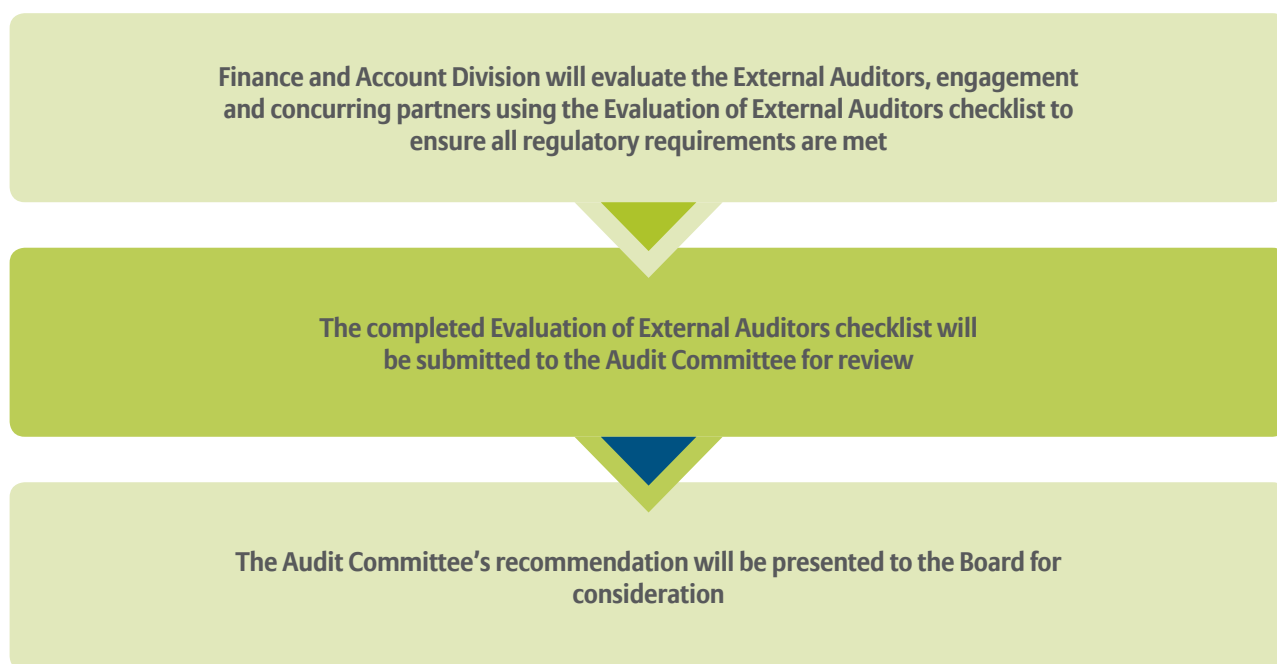 Finance and Account Division will evaluate the External Auditors, engagement
and concurring partners using the Evaluation of External Auditors checklist to
ensure all regulatory requirements are met
The completed Evaluation of External Auditors checklist will
be submitted to the Audit Committee for review
The Audit Committee's recommendation will be presented to the Board for
consideration